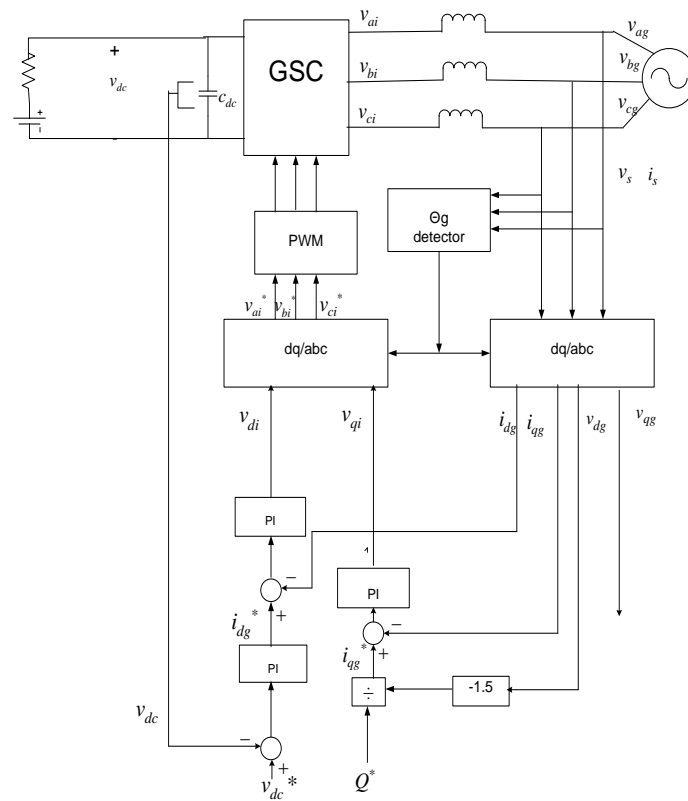 v_ai
v_ag
+
GSC
v_bi
v_bg
v_dc
c_dc
+
v_ci
v_cg
v_s i_s
Θg
detector
PWM
v_ai* v_bi* v_ci*
dq/abc
dq/abc
v_di
v_qi
i_dg i_qg
v_dg
v_qg
PI
−
PI
+
−
i_dg*
i_qg*
+
PI
÷
-1.5
v_dc
−
+
v_dc*
Q*